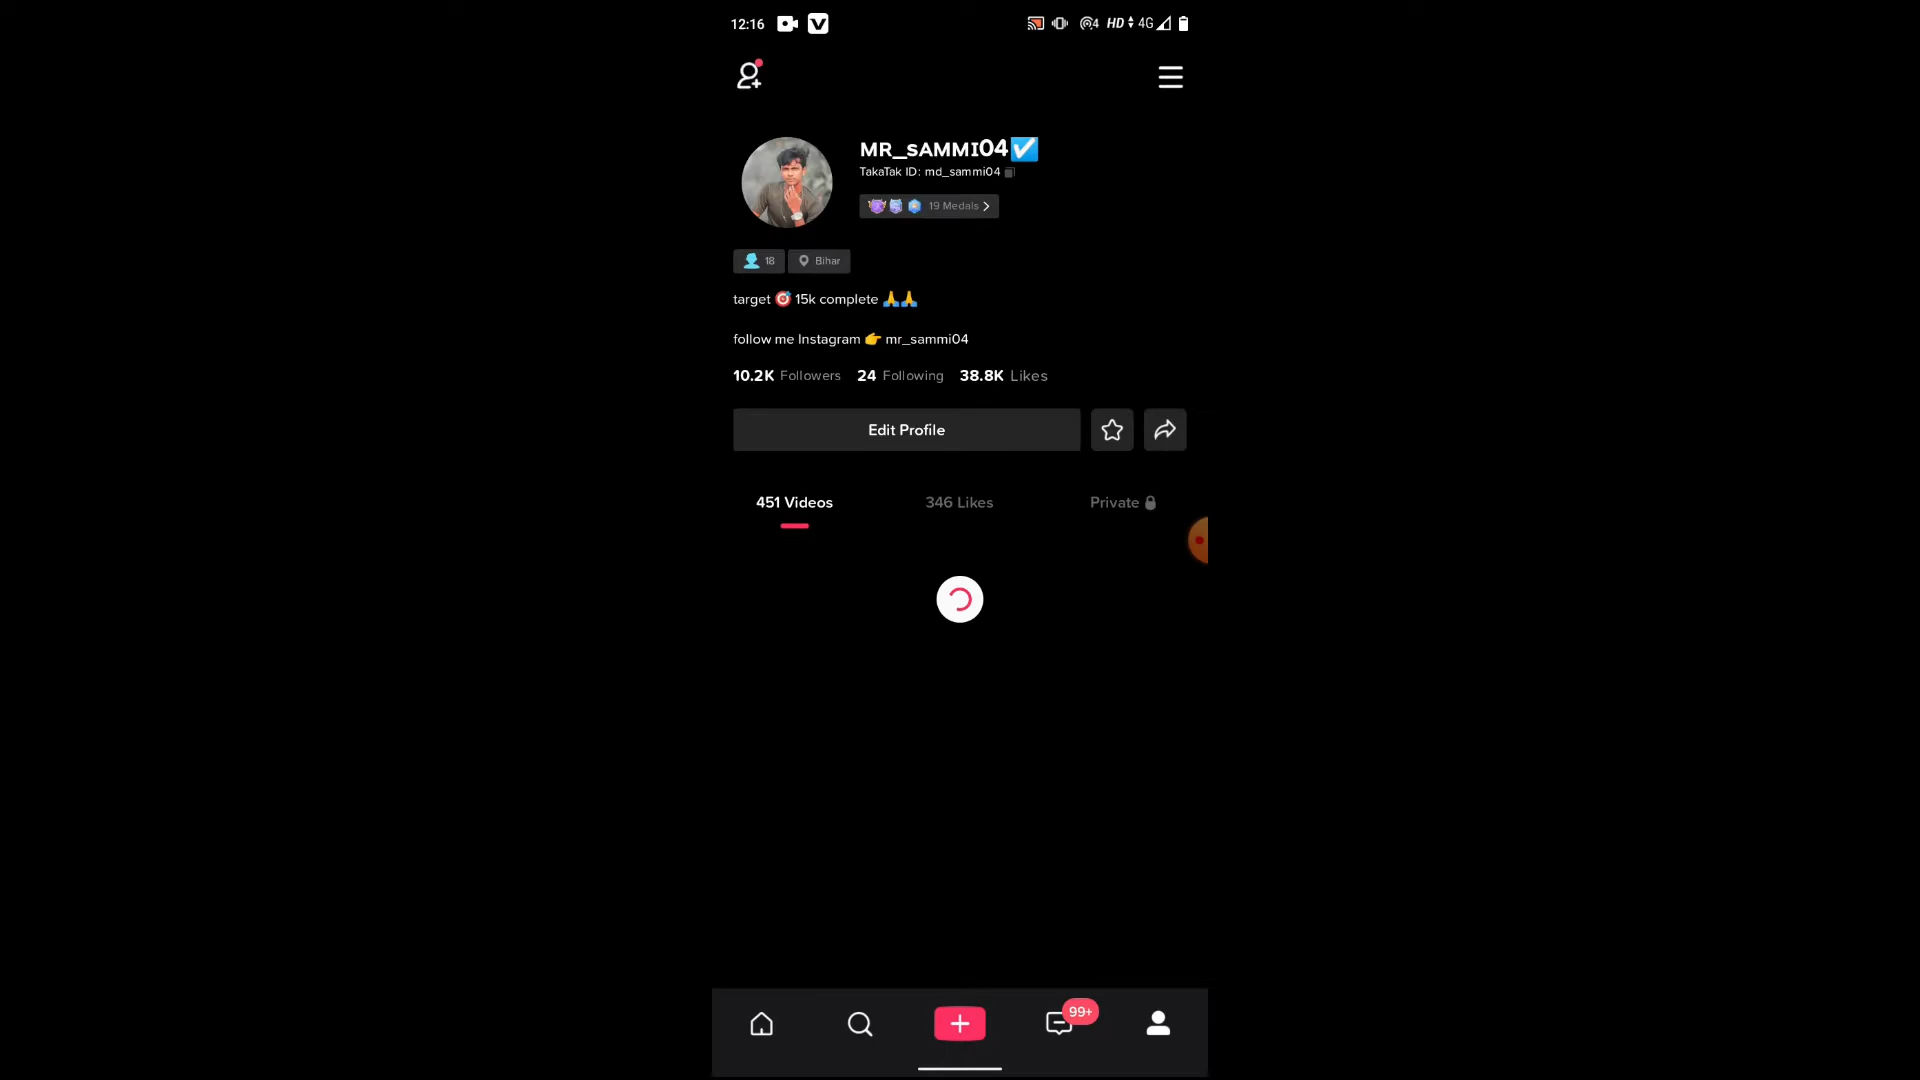 12:16 HD 4G
MR_sAMMI04☑️
TakaTak ID: md_sammi04
19 Medals
18 Bihar
target 🎯 15k complete 🙏🙏
follow me Instagram 👉 mr_sammi04
10.2K Followers 24 Following 38.8K Likes
Edit Profile
451 Videos 346 Likes Private
99+